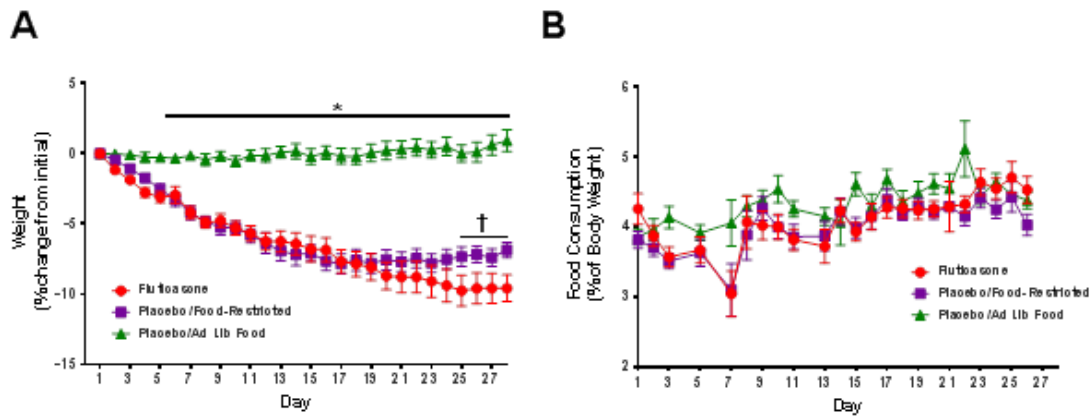 A
B
*
†
Weight
(%change from initial)
5
0
-5
-10
-15
Fluticasone
Placebo/Food-Restricted
Placebo/Ad Lib Food
1 3 5 7 9 11 13 15 17 19 21 23 25 27
Day
Food Consumption
(% of Body Weight)
6
5
4
3
2
Fluticasone
Placebo/Food-Restricted
Placebo/Ad Lib Food
1 3 5 7 9 11 13 15 17 19 21 23 25 27
Day